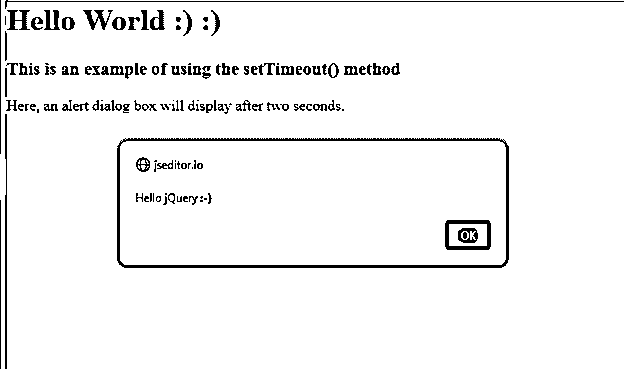 Hello World :) :)
This is an example of using the setTimeout() method
Here, an alert dialog box will display after two seconds.
jseditor.io
Hello jQuery :-)
OK